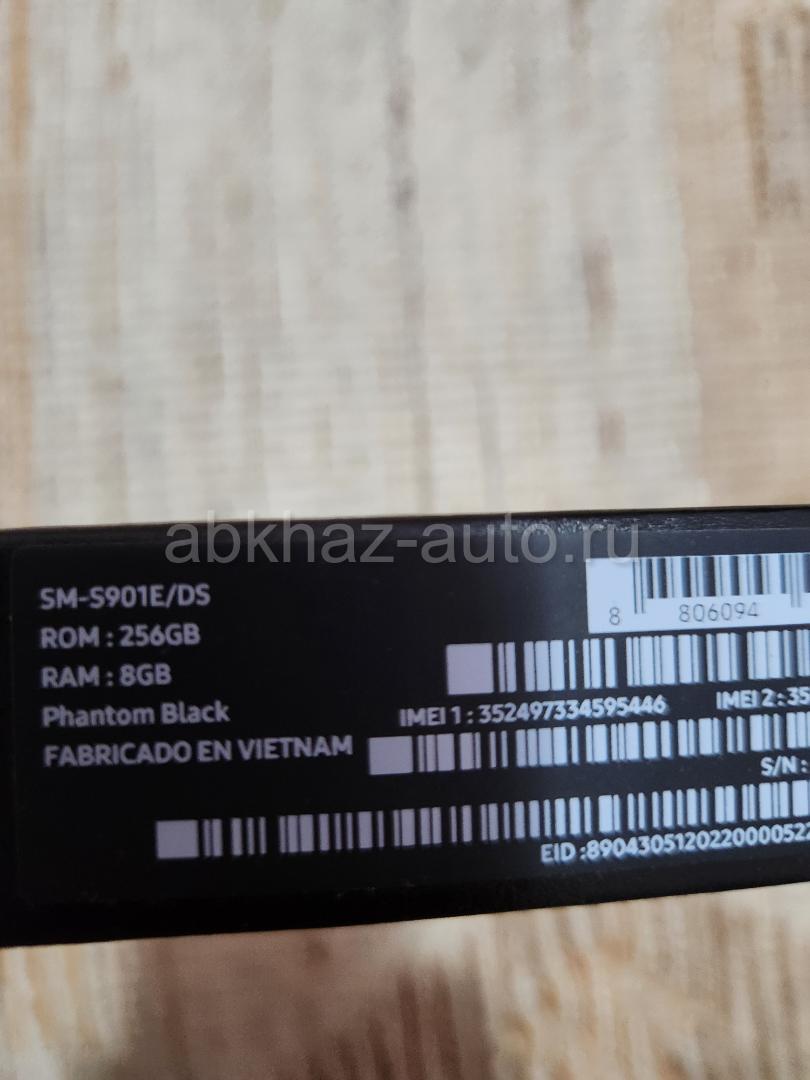 abkhaz-auto.ru
SM-S901E/DS
ROM : 256GB
RAM : 8GB
Phantom Black
FABRICADO EN VIETNAM
8 806094
IMEI 1 : 352497334595446
IMEI 2 : 35
S/N :
EID :8904305120220000522